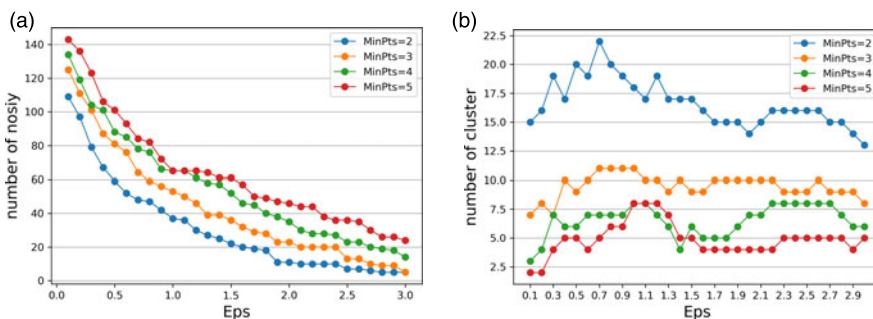 (a)
140
120
100
80
60
40
20
0
number of nosiy
0.0 0.5 1.0 1.5 2.0 2.5 3.0
Eps
MinPts=2
MinPts=3
MinPts=4
MinPts=5
(b)
22.5
20.0
17.5
15.0
12.5
10.0
7.5
5.0
2.5
number of cluster
0.1 0.3 0.5 0.7 0.9 1.1 1.3 1.5 1.7 1.9 2.1 2.3 2.5 2.7 2.9
Eps
MinPts=2
MinPts=3
MinPts=4
MinPts=5